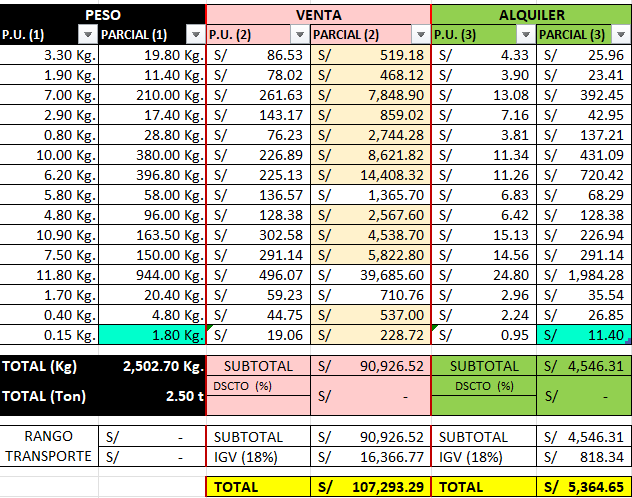 PESO VENTA ALQUILER
P.U. (1) PARCIAL (1) P.U. (2) PARCIAL (2) P.U. (3) PARCIAL (3)
3.30 Kg. 19.80 Kg. S/ 86.53 S/ 519.18 S/ 4.33 S/ 25.96
1.90 Kg. 11.40 Kg. S/ 78.02 S/ 468.12 S/ 3.90 S/ 23.41
7.00 Kg. 210.00 Kg. S/ 261.63 S/ 7,848.90 S/ 13.08 S/ 392.45
2.90 Kg. 17.40 Kg. S/ 143.17 S/ 859.02 S/ 7.16 S/ 42.95
0.80 Kg. 28.80 Kg. S/ 76.23 S/ 2,744.28 S/ 3.81 S/ 137.21
10.00 Kg. 380.00 Kg. S/ 226.89 S/ 8,621.82 S/ 11.34 S/ 431.09
6.20 Kg. 396.80 Kg. S/ 225.13 S/ 14,408.32 S/ 11.26 S/ 720.42
5.80 Kg. 58.00 Kg. S/ 136.57 S/ 1,365.70 S/ 6.83 S/ 68.29
4.80 Kg. 96.00 Kg. S/ 128.38 S/ 2,567.60 S/ 6.42 S/ 128.38
10.90 Kg. 163.50 Kg. S/ 302.58 S/ 4,538.70 S/ 15.13 S/ 226.94
7.50 Kg. 150.00 Kg. S/ 291.14 S/ 5,822.80 S/ 14.56 S/ 291.14
11.80 Kg. 944.00 Kg. S/ 496.07 S/ 39,685.60 S/ 24.80 S/ 1,984.28
1.70 Kg. 20.40 Kg. S/ 59.23 S/ 710.76 S/ 2.96 S/ 35.54
0.40 Kg. 4.80 Kg. S/ 44.75 S/ 537.00 S/ 2.24 S/ 26.85
0.15 Kg. 1.80 Kg. S/ 19.06 S/ 228.72 S/ 0.95 S/ 11.40
TOTAL (Kg) 2,502.70 Kg. SUBTOTAL S/ 90,926.52 SUBTOTAL S/ 4,546.31
DSCTO (%) DSCTO (%)
TOTAL (Ton) 2.50 t S/ - S/ -
RANGO S/ - SUBTOTAL S/ 90,926.52 SUBTOTAL S/ 4,546.31
TRANSPORTE S/ - IGV (18%) S/ 16,366.77 IGV (18%) S/ 818.34
TOTAL S/ 107,293.29 TOTAL S/ 5,364.65